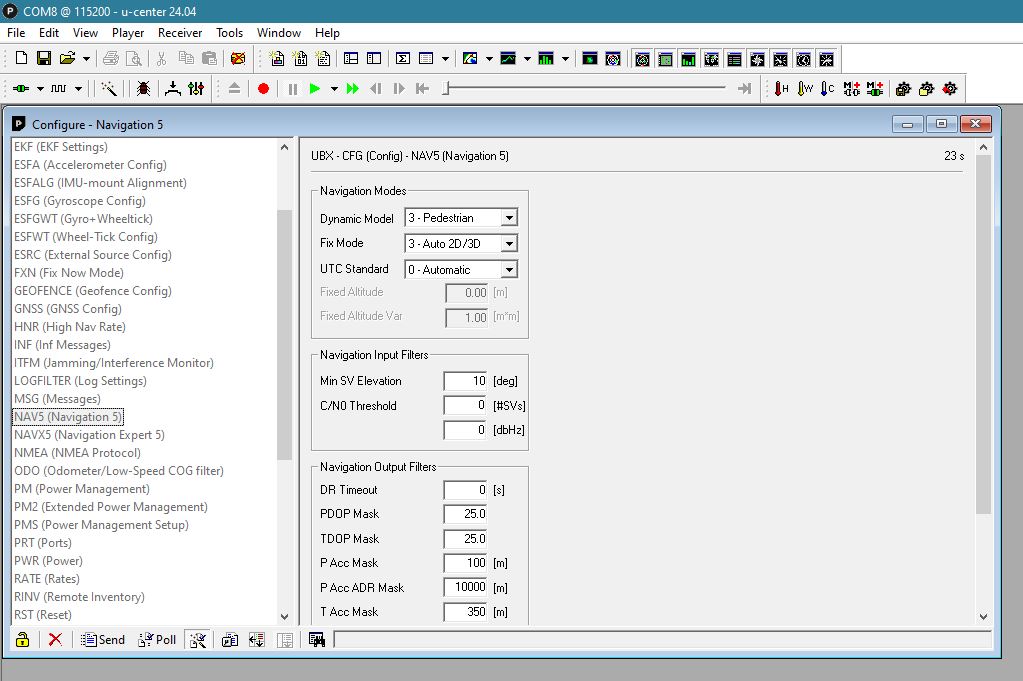 COM8 @ 115200 - u-center 24.04
File Edit View Player Receiver Tools Window Help
H W C
Configure - Navigation 5
EKF (EKF Settings)
ESFA (Accelerometer Config)
ESFALG (IMU-mount Alignment)
ESFG (Gyroscope Config)
ESFGWT (Gyro+Wheeltick)
ESFWT (Wheel-Tick Config)
ESRC (External Source Config)
FXN (Fix Now Mode)
GEOFENCE (Geofence Config)
GNSS (GNSS Config)
HNR (High Nav Rate)
INF (Inf Messages)
ITFM (Jamming/Interference Monitor)
LOGFILTER (Log Settings)
MSG (Messages)
NAV5 (Navigation 5)
NAVX5 (Navigation Expert 5)
NMEA (NMEA Protocol)
ODO (Odometer/Low-Speed COG filter)
PM (Power Management)
PM2 (Extended Power Management)
PMS (Power Management Setup)
PRT (Ports)
PWR (Power)
RATE (Rates)
RINV (Remote Inventory)
RST (Reset)
UBX - CFG (Config) - NAV5 (Navigation 5) 23 s
Navigation Modes
Dynamic Model 3 - Pedestrian
Fix Mode 3 - Auto 2D/3D
UTC Standard 0 - Automatic
Fixed Altitude 0.00 [m]
Fixed Altitude Var 1.00 [m*m]
Navigation Input Filters
Min SV Elevation 10 [deg]
C/N0 Threshold 0 [#SVs]
0 [dbHz]
Navigation Output Filters
DR Timeout 0 [s]
PDOP Mask 25.0
TDOP Mask 25.0
P Acc Mask 100 [m]
P Acc ADR Mask 10000 [m]
T Acc Mask 350 [m]
Send Poll